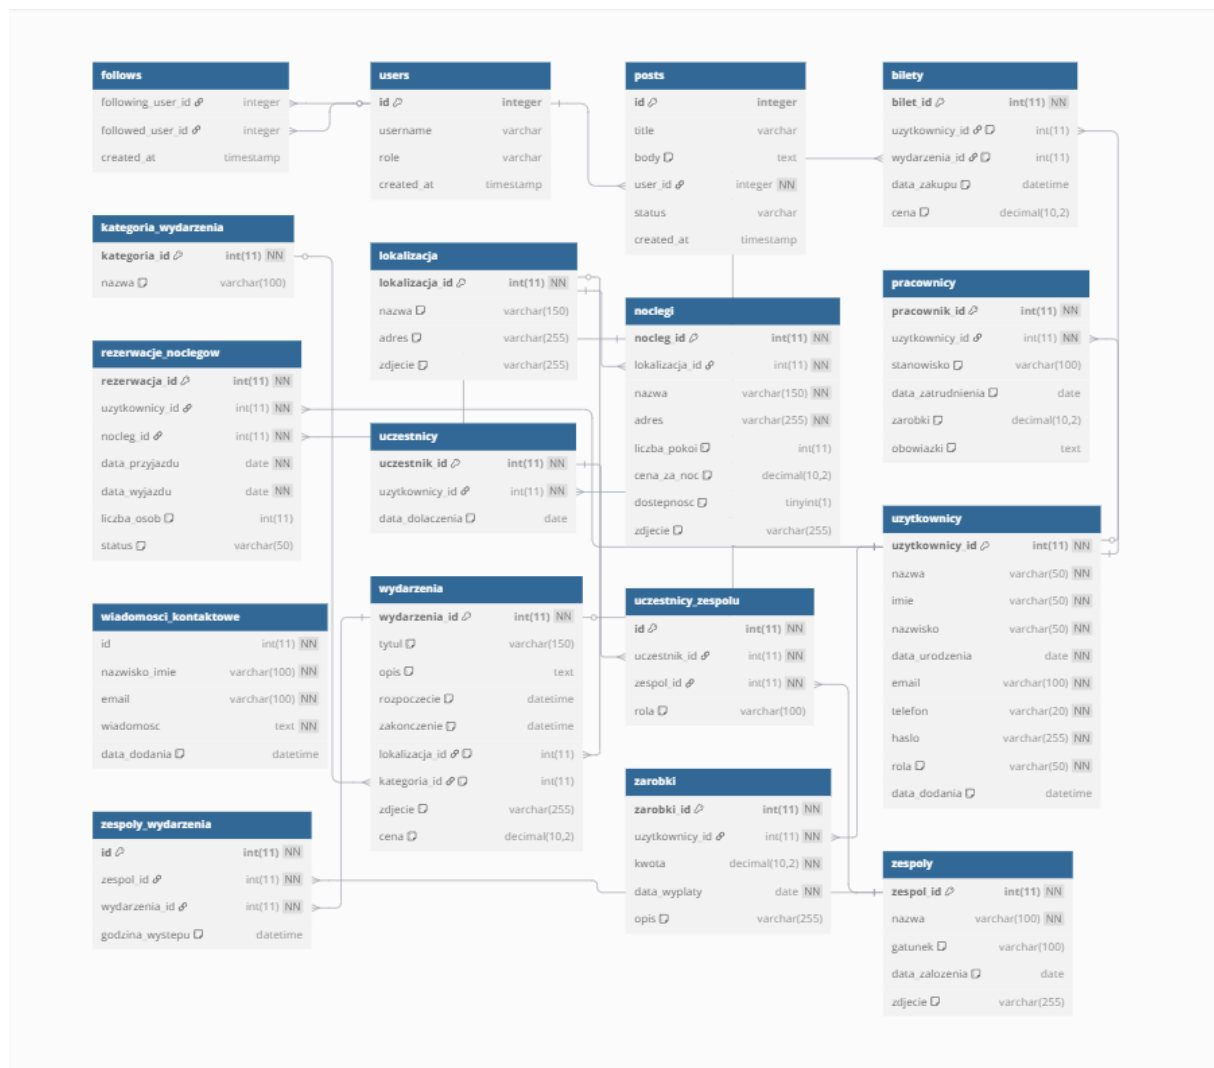 follows
following_user_id integer
followed_user_id integer
created_at timestamp
users
id integer
username varchar
role varchar
created_at timestamp
posts
id integer
title varchar
body text
user_id integer NN
status varchar
created_at timestamp
bilety
bilet_id int(11) NN
uzytkownicy_id int(11)
wydarzenia_id int(11)
data_zakupu datetime
cena decimal(10,2)
kategoria_wydarzenia
kategoria_id int(11) NN
nazwa varchar(100)
lokalizacja
lokalizacja_id int(11) NN
nazwa varchar(150)
adres varchar(255)
zdjecie varchar(255)
noclegi
nocleg_id int(11) NN
lokalizacja_id int(11) NN
nazwa varchar(150) NN
adres varchar(255) NN
liczba_pokoi int(11)
cena_za_noc decimal(10,2)
dostepnosc tinyint(1)
zdjecie varchar(255)
pracownicy
pracownik_id int(11) NN
uzytkownicy_id int(11) NN
stanowisko varchar(100)
data_zatrudnienia date
zarobki decimal(10,2)
obowiazki text
rezerwacje_noclegow
rezerwacja_id int(11) NN
uzytkownicy_id int(11) NN
nocleg_id int(11) NN
data_przyjazdu date NN
data_wyjazdu date NN
liczba_osob int(11)
status varchar(50)
uczestnicy
uczestnik_id int(11) NN
uzytkownicy_id int(11) NN
data_dolaczenia date
uzytkownicy
uzytkownicy_id int(11) NN
nazwa varchar(50) NN
imie varchar(50) NN
nazwisko varchar(50) NN
data_urodzenia date NN
email varchar(100) NN
telefon varchar(20) NN
haslo varchar(255) NN
rola varchar(50) NN
data_dodania datetime
wiadomosci_kontaktowe
id int(11) NN
nazwisko_imie varchar(100) NN
email varchar(100) NN
wiadomosc text NN
data_dodania datetime
wydarzenia
wydarzenia_id int(11) NN
tytul varchar(150)
opis text
rozpoczecie datetime
zakonczenie datetime
lokalizacja_id int(11)
kategoria_id int(11)
zdjecie varchar(255)
cena decimal(10,2)
uczestnicy_zespolu
id int(11) NN
uczestnik_id int(11) NN
zespol_id int(11) NN
rola varchar(100)
zarobki
zarobki_id int(11) NN
uzytkownicy_id int(11) NN
kwota decimal(10,2) NN
data_wyplaty date NN
opis varchar(255)
zespoly_wydarzenia
id int(11) NN
zespol_id int(11) NN
wydarzenia_id int(11) NN
godzina_wystepu datetime
zespoly
zespol_id int(11) NN
nazwa varchar(100) NN
gatunek varchar(100)
data_zalozenia date
zdjecie varchar(255)